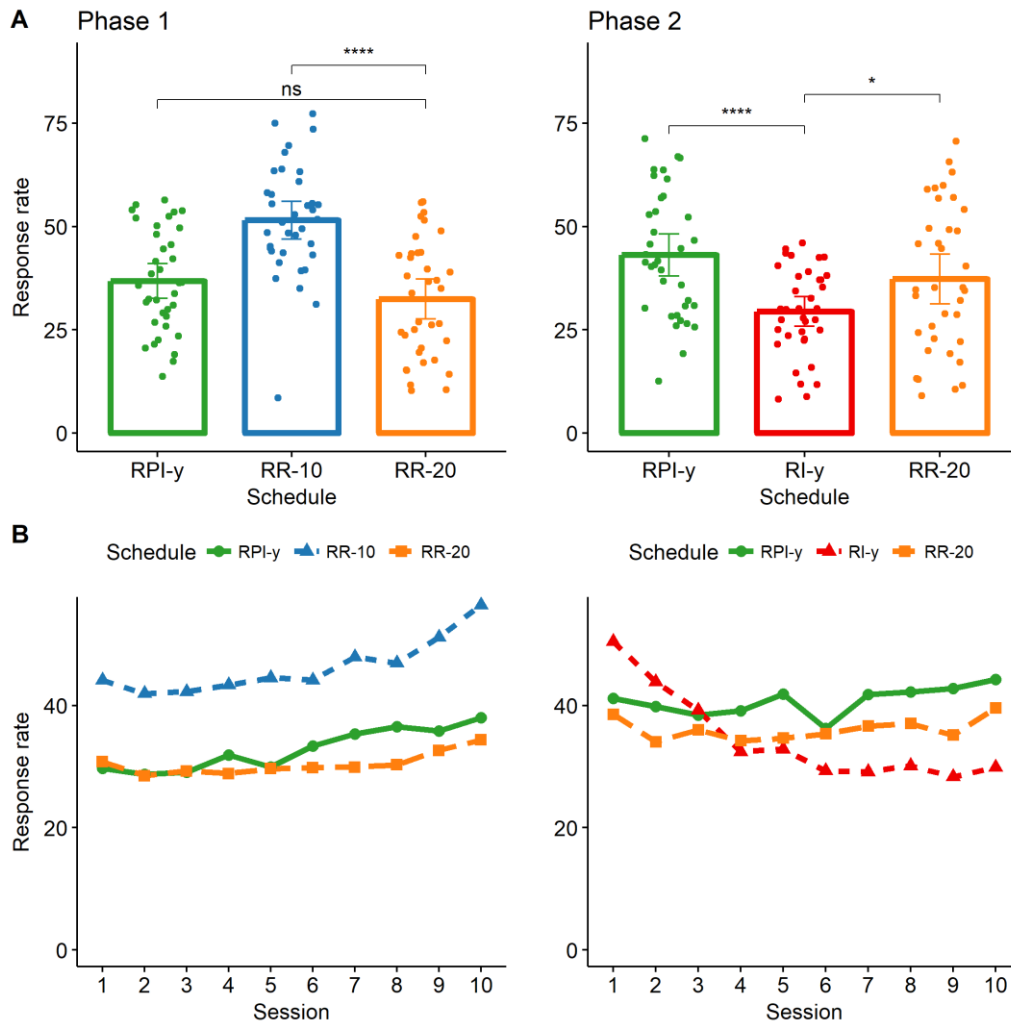 A
Phase 1
Phase 2
****
ns
****
*
Response rate
75
50
25
0
RPI-y
RR-10
RR-20
Schedule
75
50
25
0
RPI-y
RI-y
RR-20
Schedule
B
Schedule RPI-y RR-10 RR-20
Schedule RPI-y RI-y RR-20
Response rate
40
20
0
1 2 3 4 5 6 7 8 9 10
Session
Response rate
40
20
0
1 2 3 4 5 6 7 8 9 10
Session